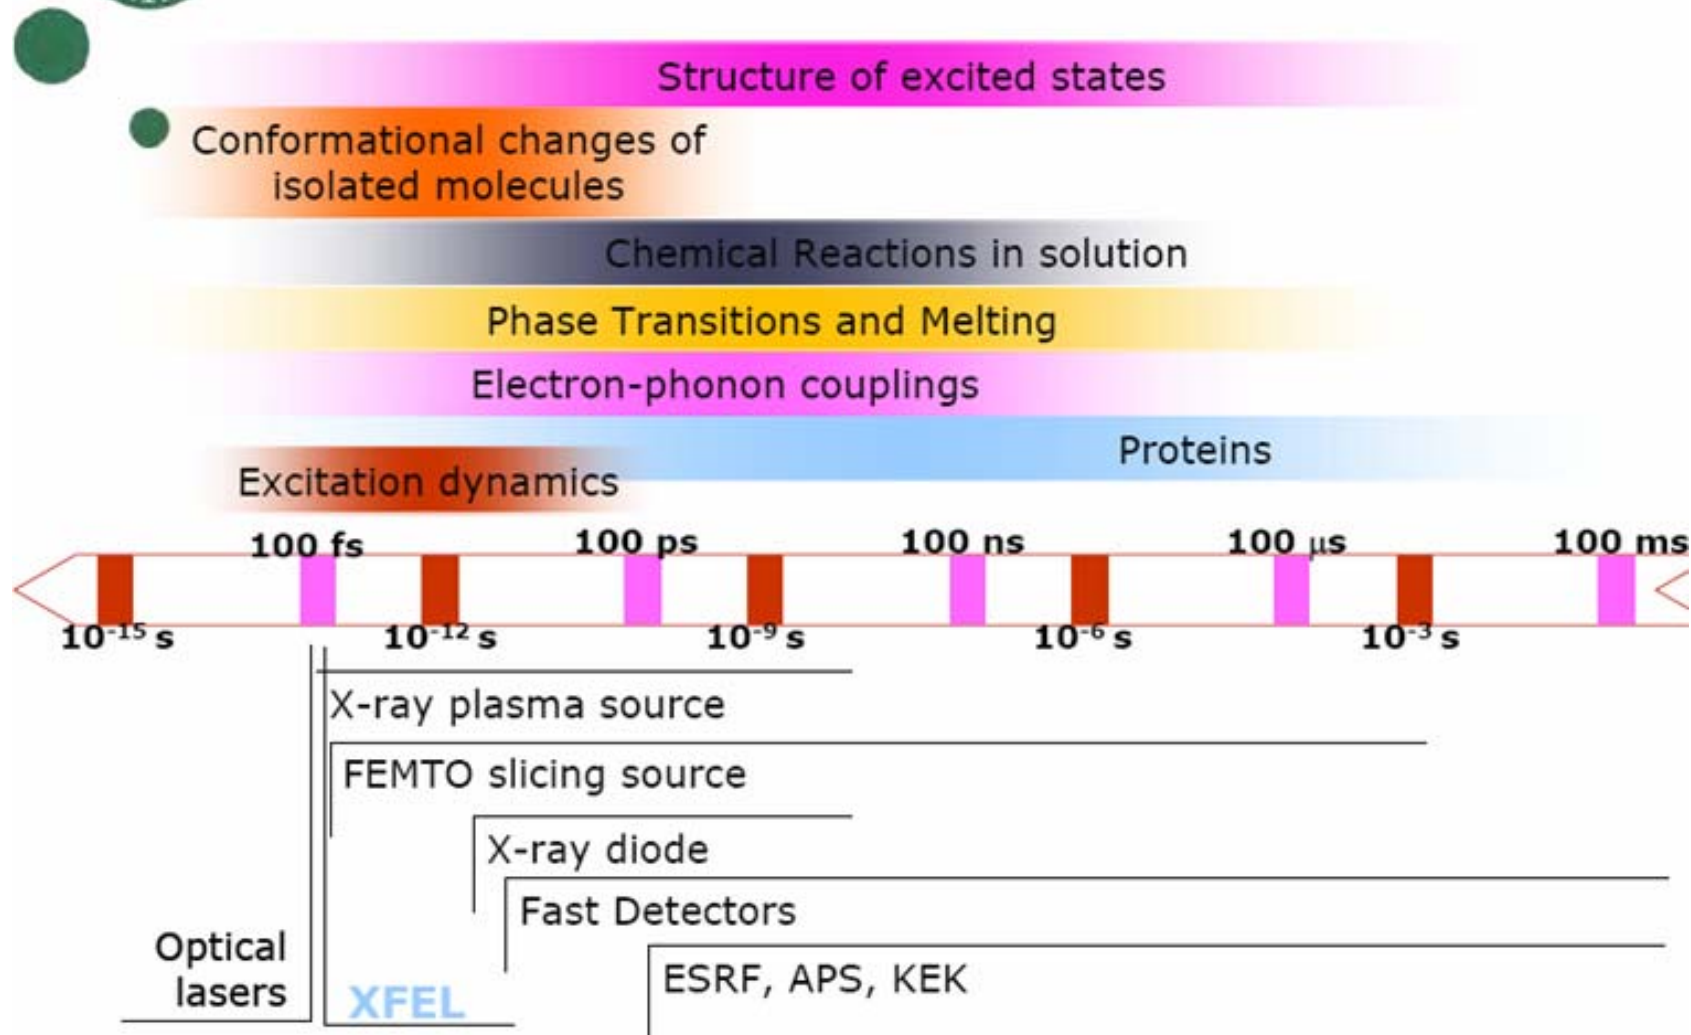 Structure of excited states
Conformational changes of
isolated molecules
Chemical Reactions in solution
Phase Transitions and Melting
Electron-phonon couplings
Proteins
Excitation dynamics
100 fs 100 ps 100 ns 100 μs 100 ms
10⁻¹⁵ s 10⁻¹² s 10⁻⁹ s 10⁻⁶ s 10⁻³ s
X-ray plasma source
FEMTO slicing source
X-ray diode
Fast Detectors
Optical
lasers
XFEL
ESRF, APS, KEK